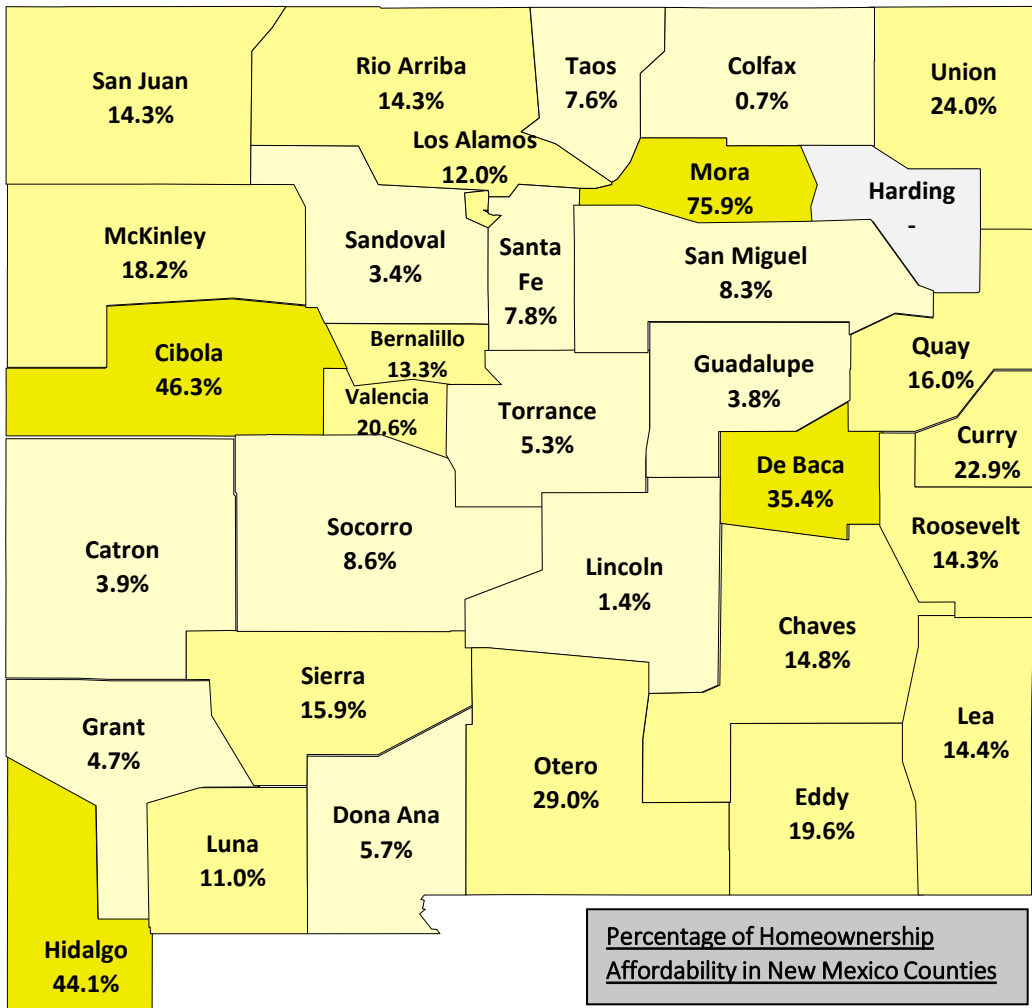 San Juan
14.3%
Rio Arriba
14.3%
Taos
7.6%
Colfax
0.7%
Union
24.0%
Los Alamos
12.0%
Mora
75.9%
Harding
-
McKinley
18.2%
Sandoval
3.4%
Santa
Fe
7.8%
San Miguel
8.3%
Cibola
46.3%
Bernalillo
13.3%
Guadalupe
3.8%
Quay
16.0%
Valencia
20.6%
Torrance
5.3%
Curry
22.9%
De Baca
35.4%
Catron
3.9%
Socorro
8.6%
Lincoln
1.4%
Roosevelt
14.3%
Chaves
14.8%
Sierra
15.9%
Grant
4.7%
Lea
14.4%
Otero
29.0%
Eddy
19.6%
Dona Ana
5.7%
Luna
11.0%
Hidalgo
44.1%
Percentage of Homeownership
Affordability in New Mexico Counties